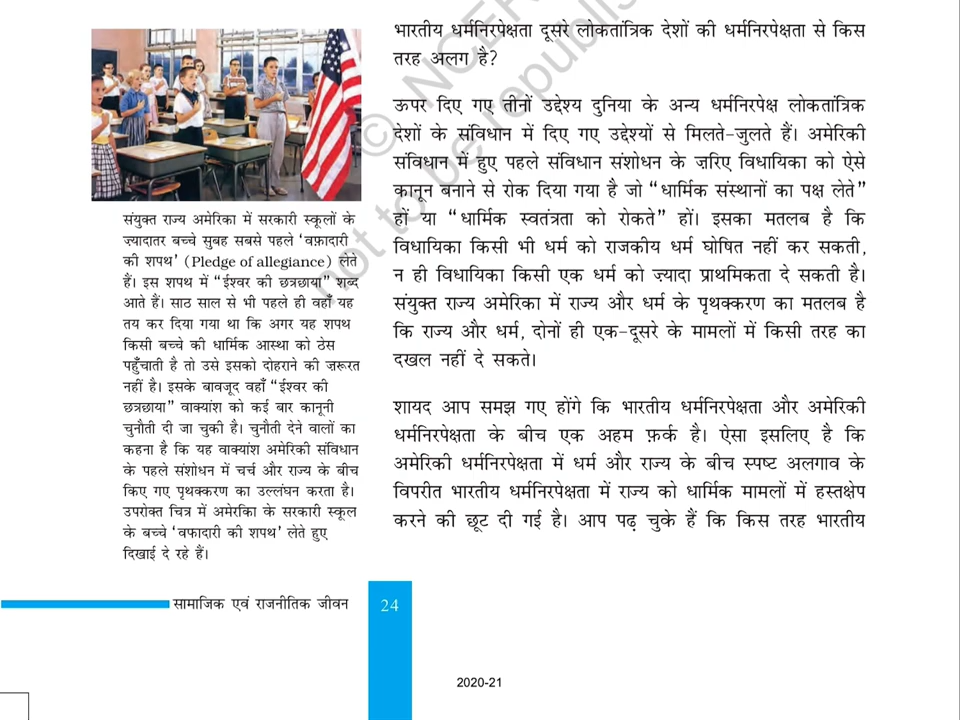 भारतीय धर्मनिरपेक्षता दूसरे लोकतांत्रिक देशों की धर्मनिरपेक्षता से किस
तरह अलग है?
ऊपर दिए गए तीनों उद्देश्य दुनिया के अन्य धर्मनिरपेक्ष लोकतांत्रिक
देशों के संविधान में दिए गए उद्देश्यों से मिलते-जुलते हैं। अमेरिकी
संविधान में हुए पहले संविधान संशोधन के ज़रिए विधायिका को ऐसे
कानून बनाने से रोक दिया गया है जो “धार्मिक संस्थानों का पक्ष लेते”
हों या “धार्मिक स्वतंत्रता को रोकते” हों। इसका मतलब है कि
विधायिका किसी भी धर्म को राजकीय धर्म घोषित नहीं कर सकती,
न ही विधायिका किसी एक धर्म को ज़्यादा प्राथमिकता दे सकती है।
संयुक्त राज्य अमेरिका में राज्य और धर्म के पृथक्करण का मतलब है
कि राज्य और धर्म, दोनों ही एक-दूसरे के मामलों में किसी तरह का
दखल नहीं दे सकते।
शायद आप समझ गए होंगे कि भारतीय धर्मनिरपेक्षता और अमेरिकी
धर्मनिरपेक्षता के बीच एक अहम फ़र्क है। ऐसा इसलिए है कि
अमेरिकी धर्मनिरपेक्षता में धर्म और राज्य के बीच स्पष्ट अलगाव के
विपरीत भारतीय धर्मनिरपेक्षता में राज्य को धार्मिक मामलों में हस्तक्षेप
करने की छूट दी गई है। आप पढ़ चुके हैं कि किस तरह भारतीय
संयुक्त राज्य अमेरिका में सरकारी स्कूलों के
ज़्यादातर बच्चे सुबह सबसे पहले ‘वफ़ादारी
की शपथ’ (Pledge of allegiance) लेते
हैं। इस शपथ में “ईश्वर की छत्रछाया” शब्द
आते हैं। साठ साल से भी पहले ही वहाँ यह
तय कर दिया गया था कि अगर यह शपथ
किसी बच्चे की धार्मिक आस्था को ठेस
पहुँचाती है तो उसे इसको दोहराने की ज़रूरत
नहीं है। इसके बावजूद वहाँ “ईश्वर की
छत्रछाया” वाक्यांश को कई बार कानूनी
चुनौती दी जा चुकी है। चुनौती देने वालों का
कहना है कि यह वाक्यांश अमेरिकी संविधान
के पहले संशोधन में चर्च और राज्य के बीच
किए गए पृथक्करण का उल्लंघन करता है।
उपरोक्त चित्र में अमेरकिा के सरकारी स्कूल
के बच्चे ‘वफादारी की शपथ’ लेते हुए
दिखाई दे रहे हैं।
सामाजिक एवं राजनीतिक जीवन
24
2020-21
© NCER
not to be republis